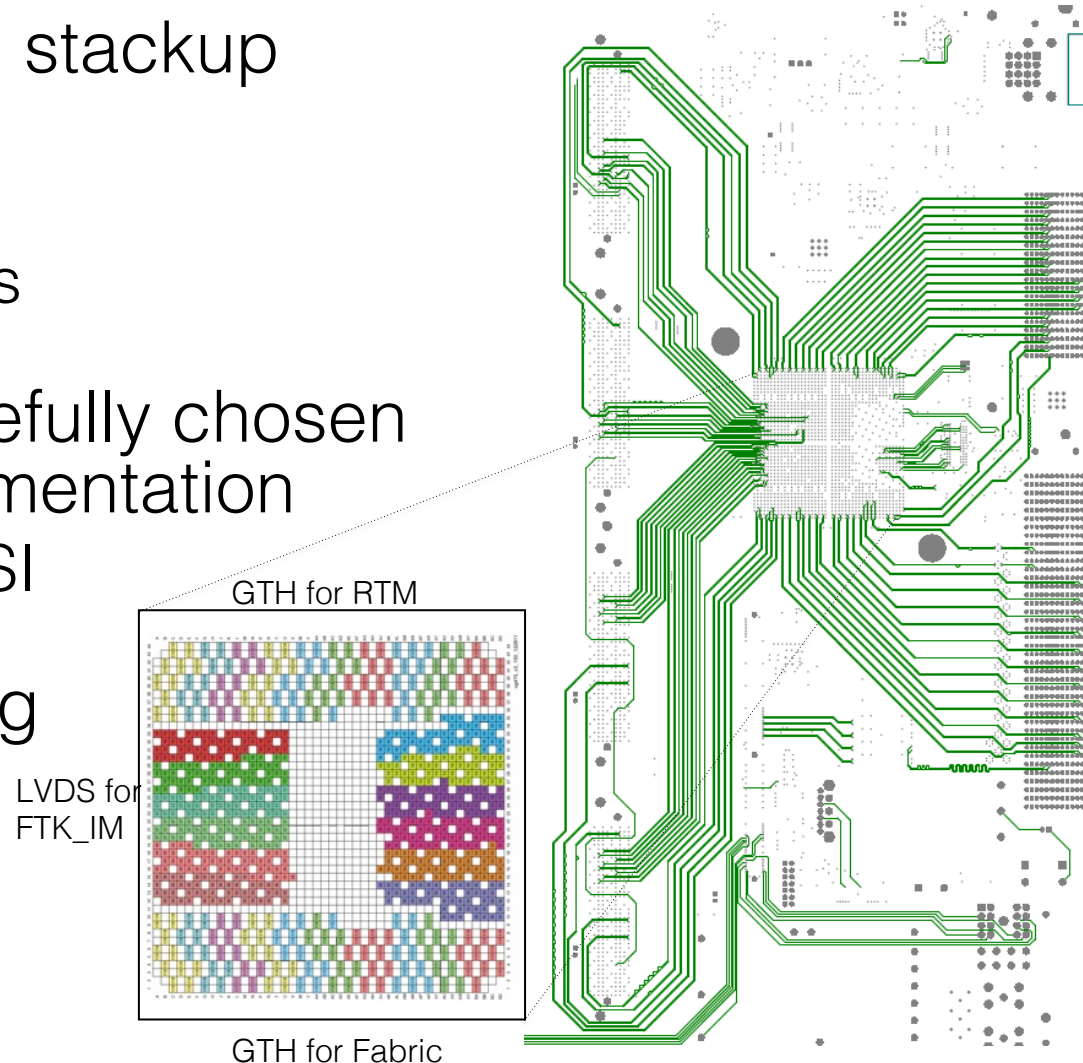 stackup
s
efully chosen
mentation
SI
g
GTH for RTM
LVDS for
FTK_IM
GTH for Fabric